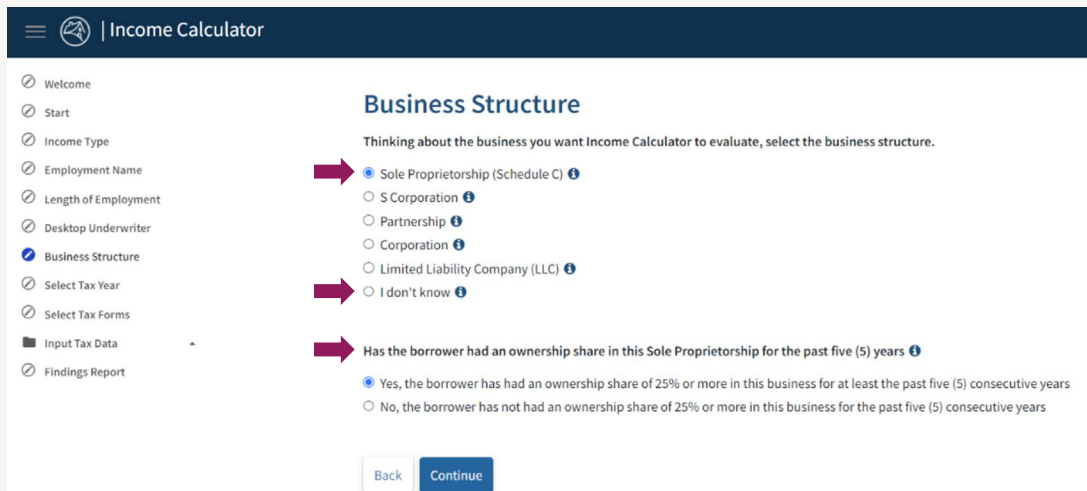 | Income Calculator
Welcome
Start
Income Type
Employment Name
Length of Employment
Desktop Underwriter
Business Structure
Select Tax Year
Select Tax Forms
Input Tax Data
Findings Report
Business Structure
Thinking about the business you want Income Calculator to evaluate, select the business structure.
Sole Proprietorship (Schedule C)
S Corporation
Partnership
Corporation
Limited Liability Company (LLC)
I don't know
Has the borrower had an ownership share in this Sole Proprietorship for the past five (5) years
Yes, the borrower has had an ownership share of 25% or more in this business for at least the past five (5) consecutive years
No, the borrower has not had an ownership share of 25% or more in this business for the past five (5) consecutive years
Back Continue